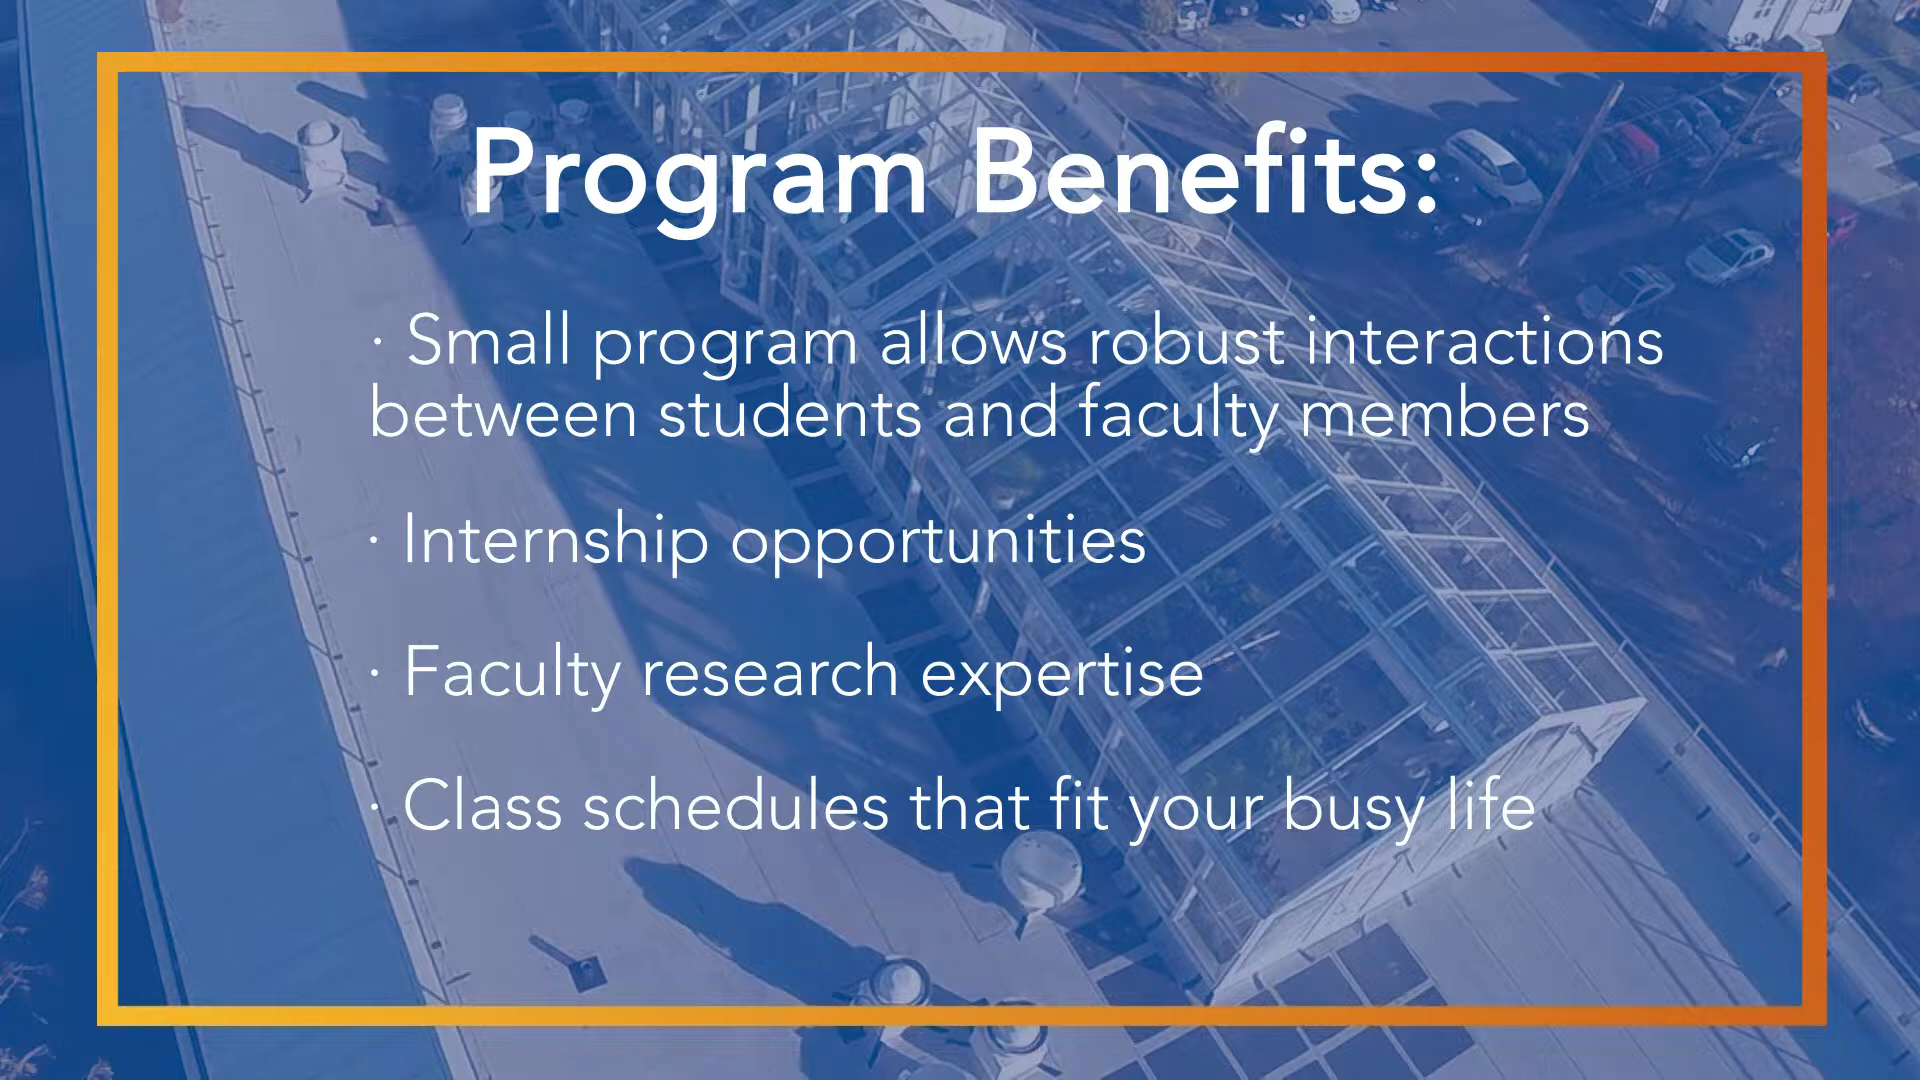 Program Benefits:
· Small program allows robust interactions
between students and faculty members
· Internship opportunities
· Faculty research expertise
· Class schedules that fit your busy life